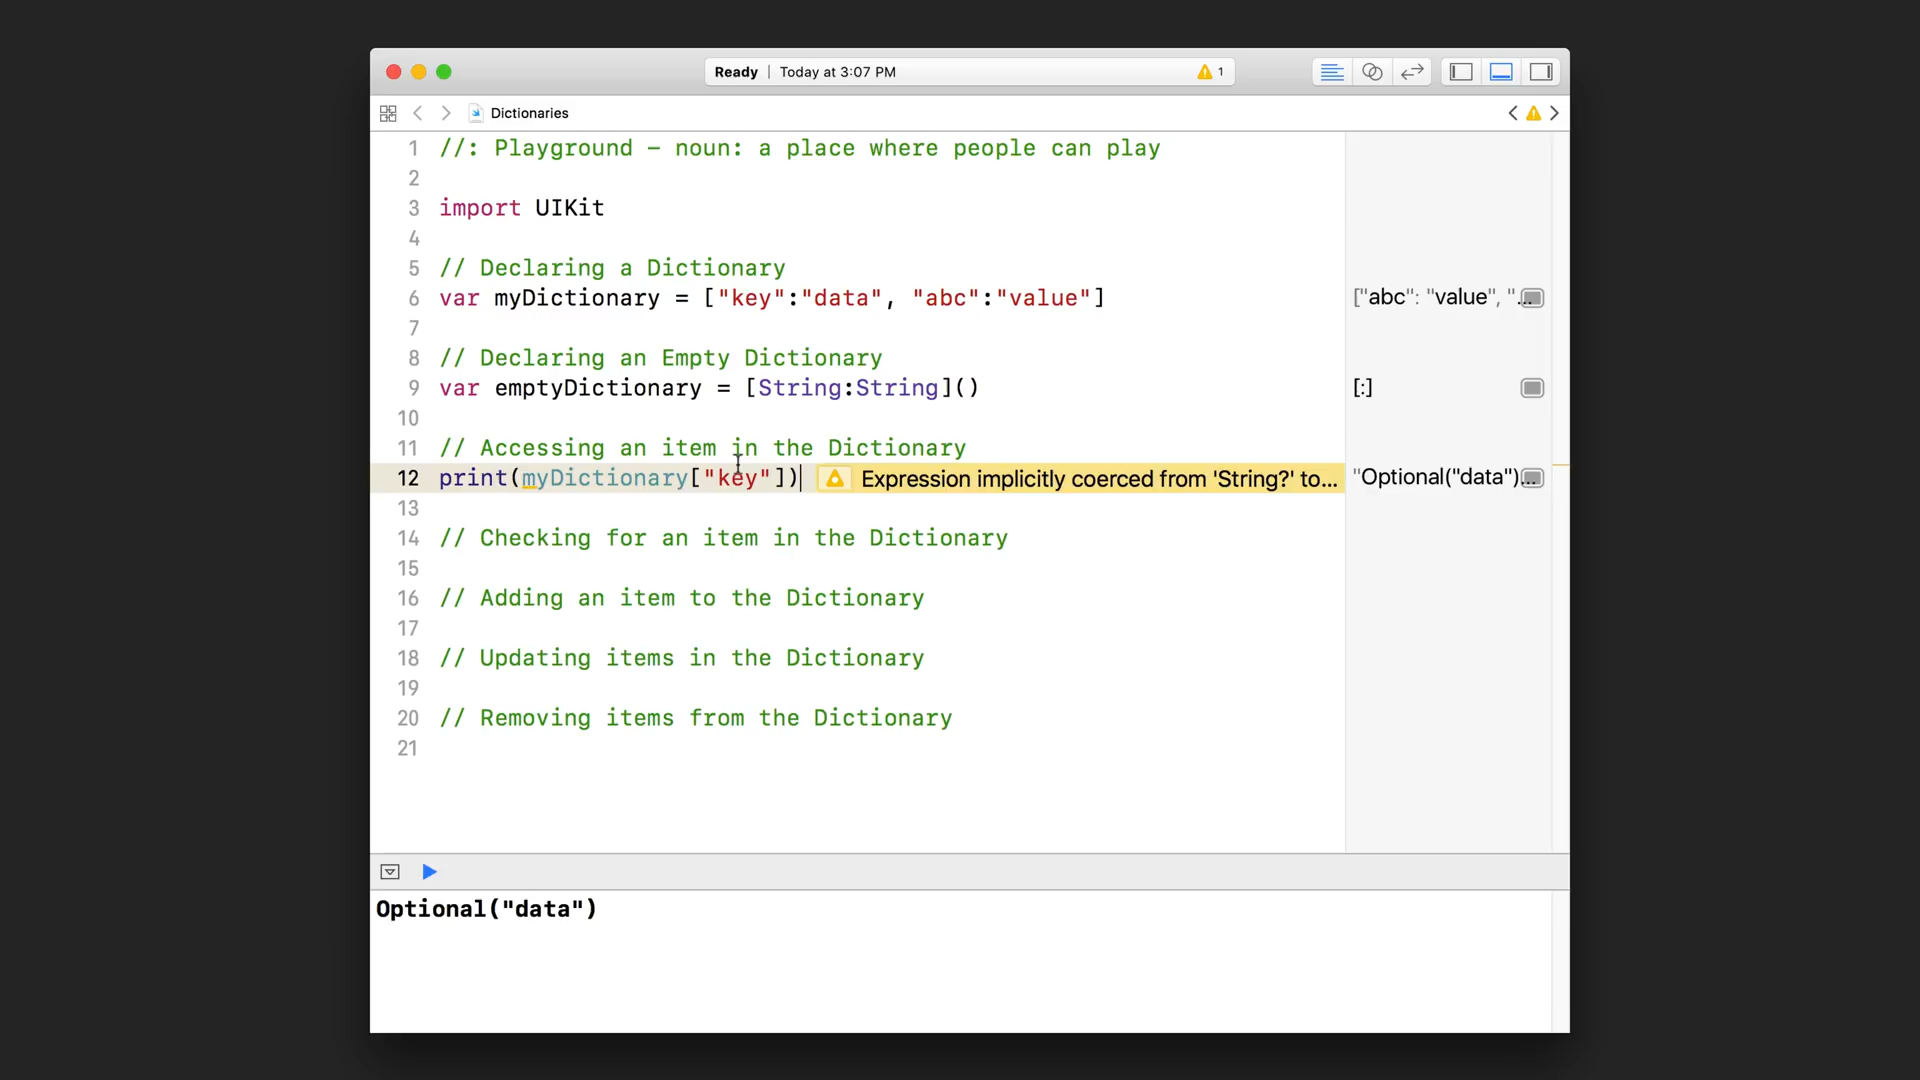 Ready | Today at 3:07 PM 1
Dictionaries
1 //: Playground – noun: a place where people can play
2
3 import UIKit
4
5 // Declaring a Dictionary
6 var myDictionary = ["key":"data", "abc":"value"] ["abc": "value", "...
7
8 // Declaring an Empty Dictionary
9 var emptyDictionary = [String:String]() [:]
10
11 // Accessing an item in the Dictionary
12 print(myDictionary["key"]) Expression implicitly coerced from 'String?' to... "Optional("data")...
13
14 // Checking for an item in the Dictionary
15
16 // Adding an item to the Dictionary
17
18 // Updating items in the Dictionary
19
20 // Removing items from the Dictionary
21
Optional("data")